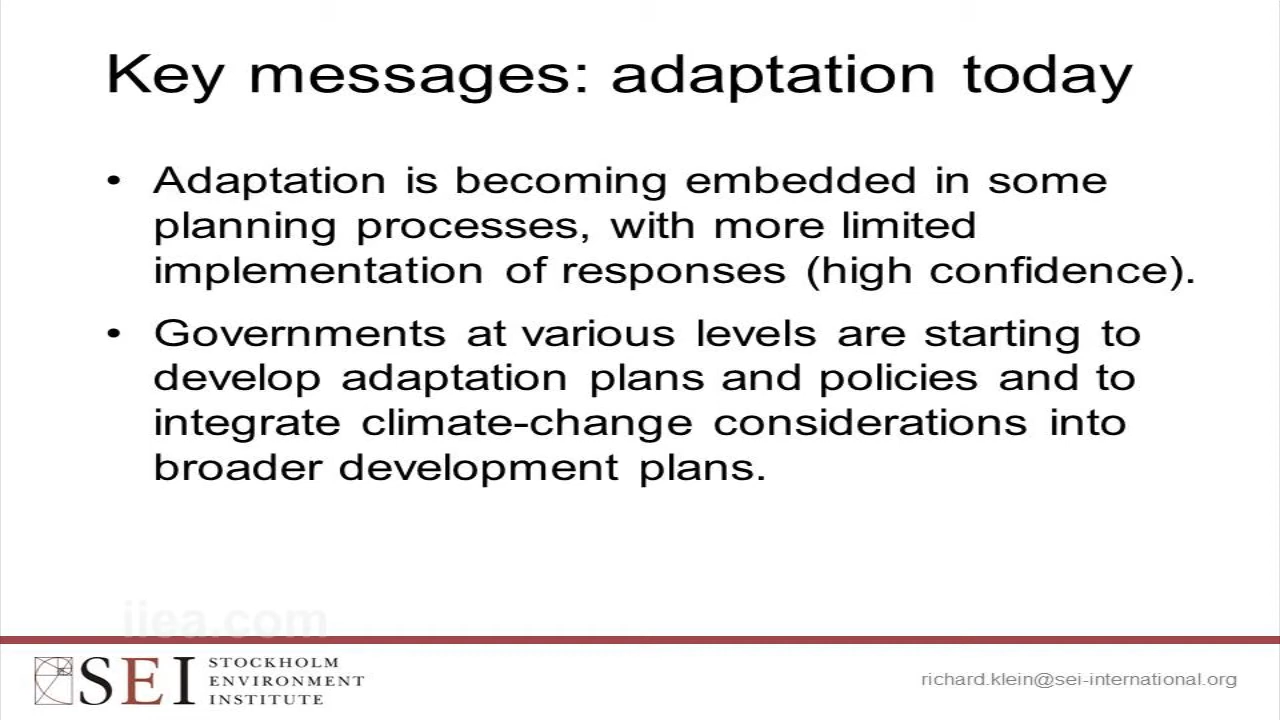 Key messages: adaptation today
• Adaptation is becoming embedded in some
planning processes, with more limited
implementation of responses (high confidence).
• Governments at various levels are starting to
develop adaptation plans and policies and to
integrate climate-change considerations into
broader development plans.
iiea.com
SEI STOCKHOLM
ENVIRONMENT
INSTITUTE
richard.klein@sei-international.org